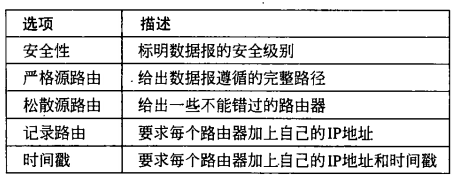 选项 描述
安全性 标明数据报的安全级别
严格源路由 给出数据报遵循的完整路径
松散源路由 给出一些不能错过的路由器
记录路由 要求每个路由器加上自己的IP地址
时间戳 要求每个路由器加上自己的IP地址和时间戳